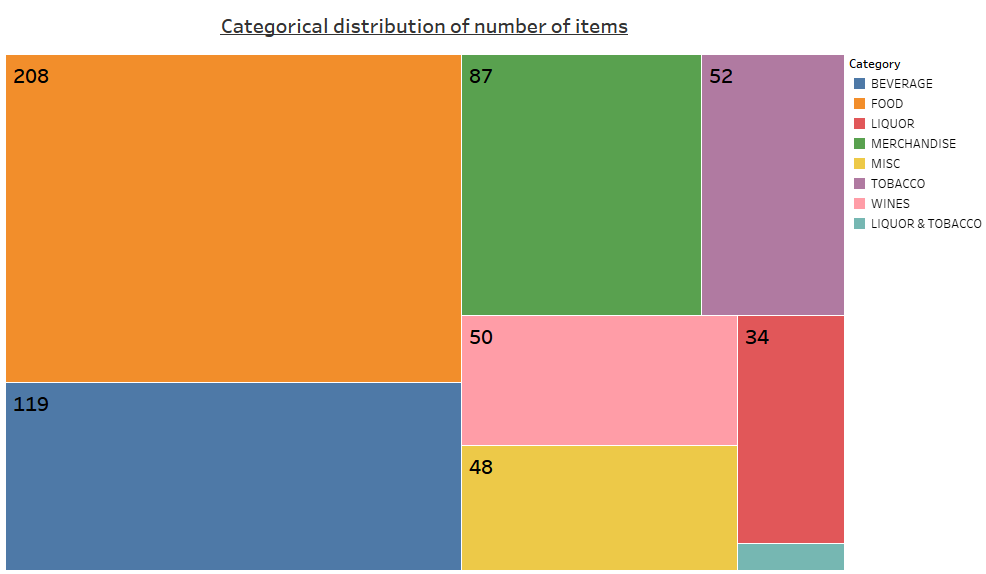 Categorical distribution of number of items
208
87
52
Category
BEVERAGE
FOOD
LIQUOR
MERCHANDISE
MISC
TOBACCO
WINES
LIQUOR & TOBACCO
50
34
119
48